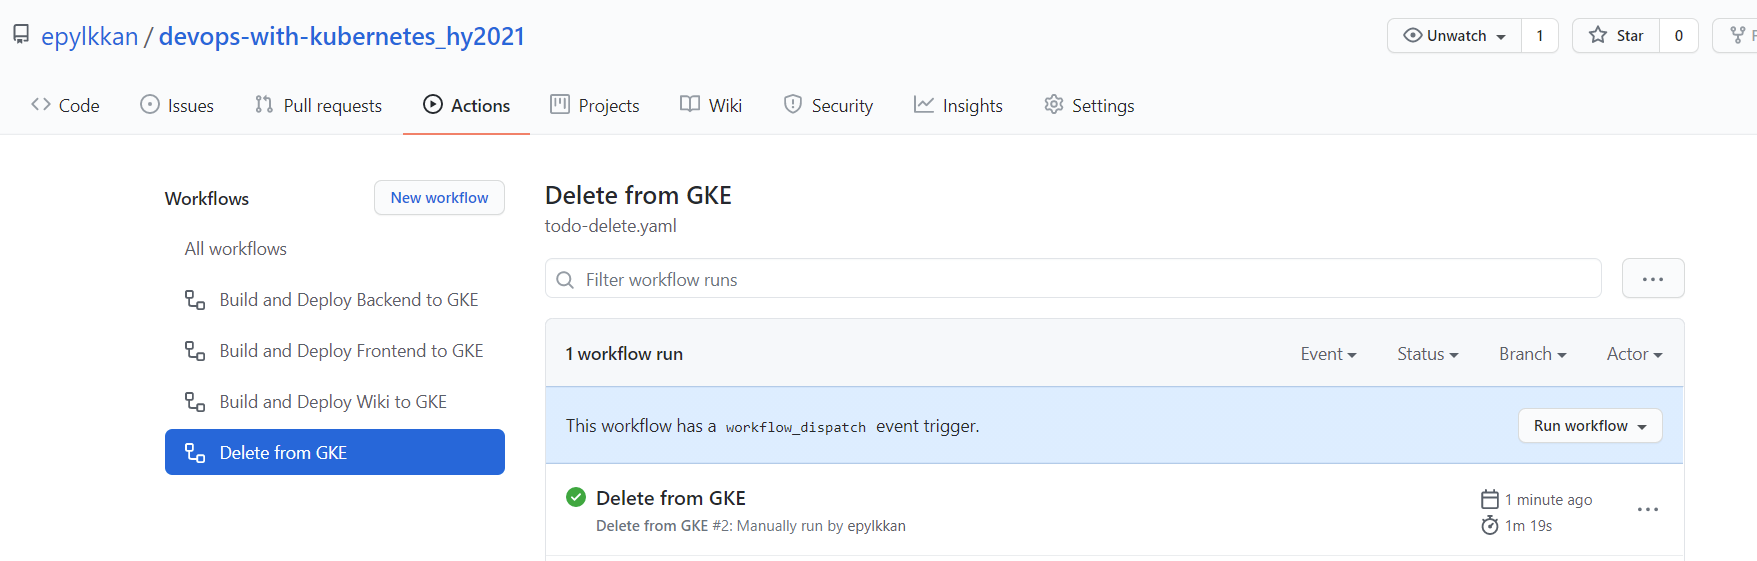 epylkkan / devops-with-kubernetes_hy2021
Unwatch 1 Star 0
Code Issues Pull requests Actions Projects Wiki Security Insights Settings
Workflows
New workflow
All workflows
Build and Deploy Backend to GKE
Build and Deploy Frontend to GKE
Build and Deploy Wiki to GKE
Delete from GKE
Delete from GKE
todo-delete.yaml
Filter workflow runs
1 workflow run Event Status Branch Actor
This workflow has a workflow_dispatch event trigger. Run workflow
Delete from GKE
1 minute ago
Delete from GKE #2: Manually run by epylkkan
1m 19s